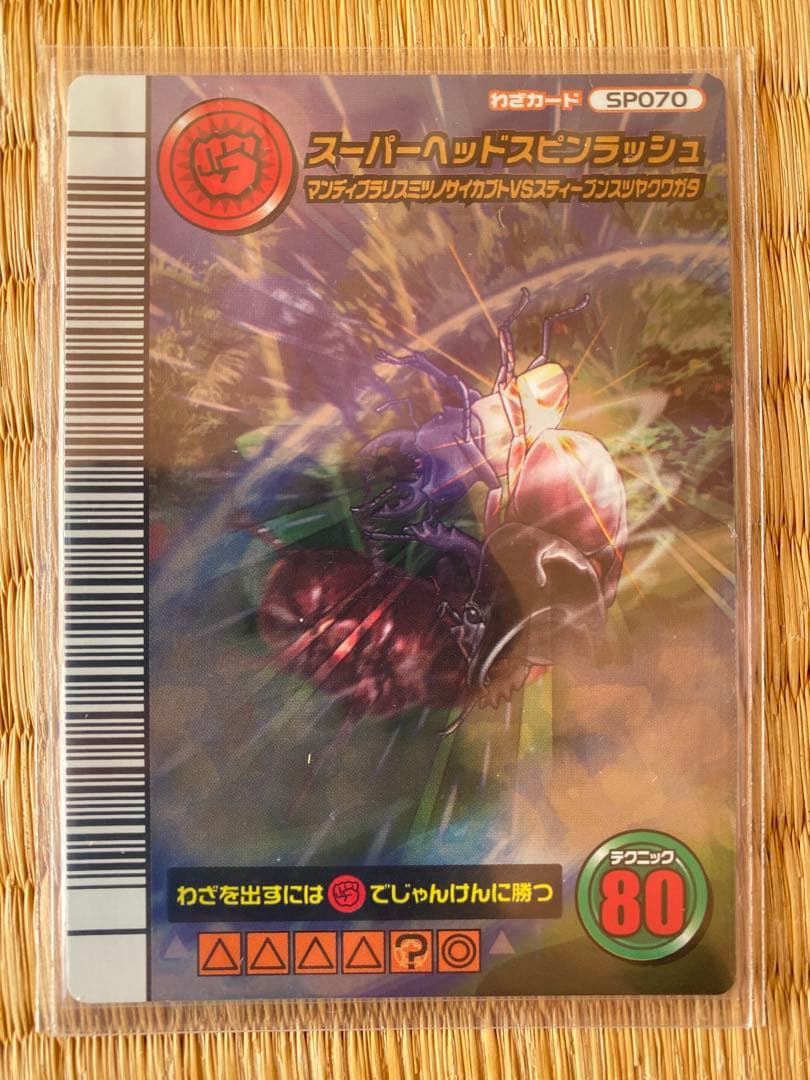 わざカード SP070
スーパーヘッドスピンラッシュ
マンディブラリスミツノサイカブトVSスティーブンスツヤクワガタ
わざを出すには でじゃんけんに勝つ
テクニック
80
△ △ △ △ ? ◎